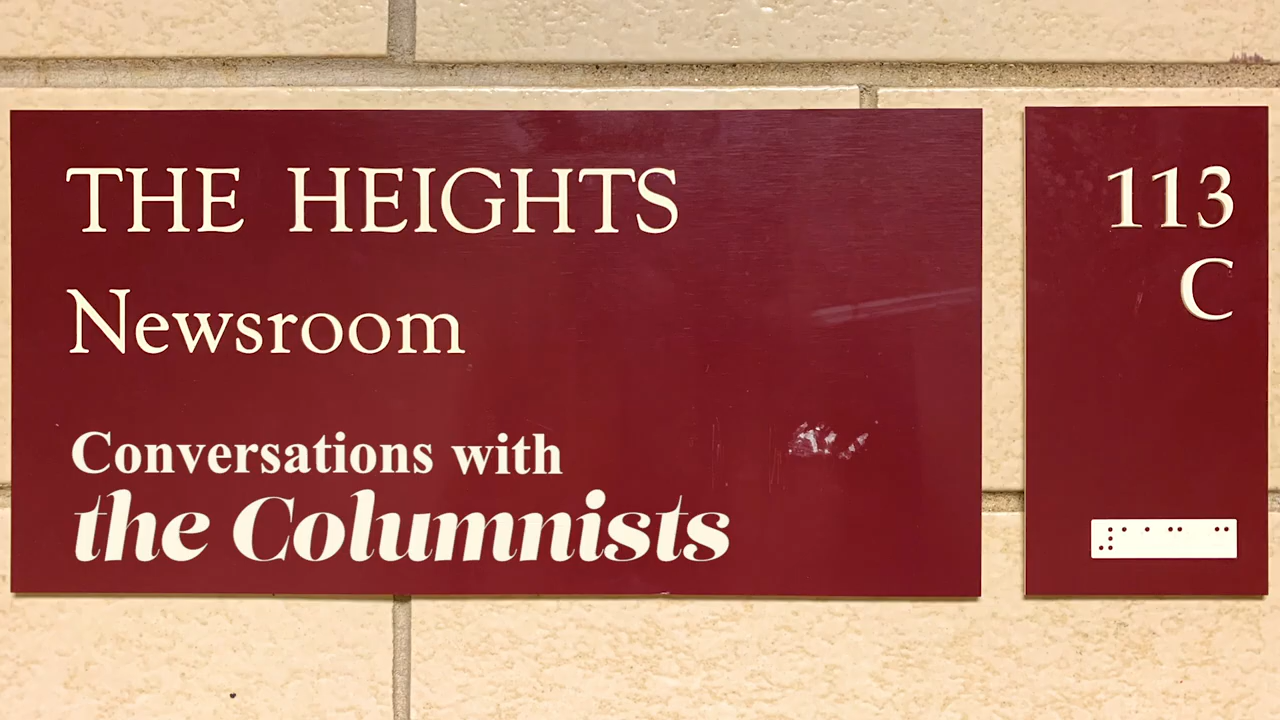 THE HEIGHTS
Newsroom
Conversations with
the Columnists
113
C